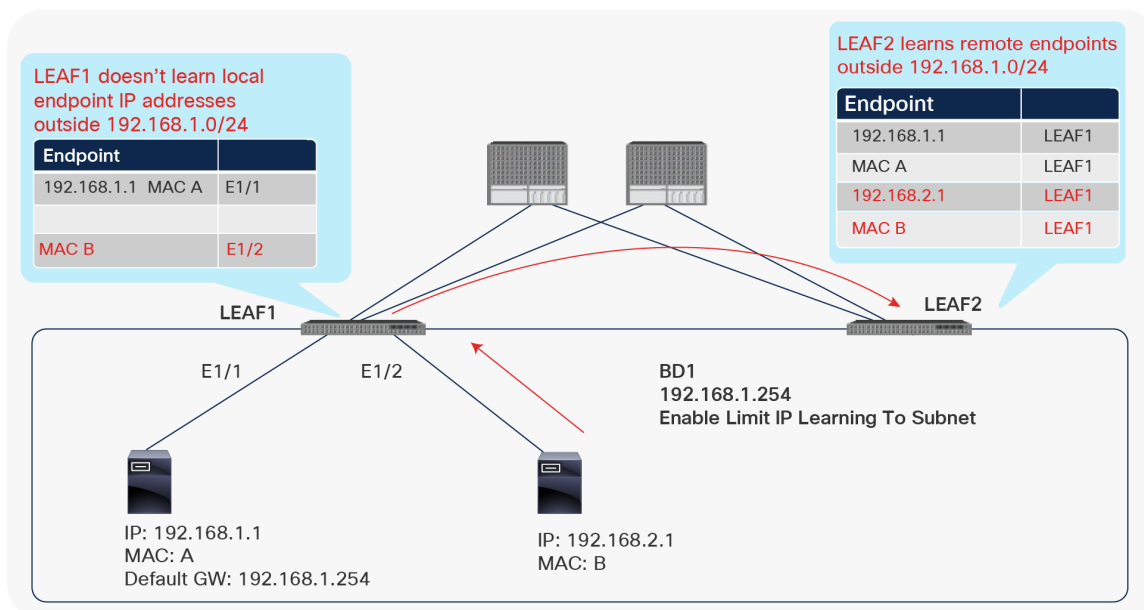 LEAF1 doesn't learn local
endpoint IP addresses
outside 192.168.1.0/24
Endpoint
192.168.1.1 MAC A E1/1
MAC B E1/2
LEAF2 learns remote endpoints
outside 192.168.1.0/24
Endpoint
192.168.1.1 LEAF1
MAC A LEAF1
192.168.2.1 LEAF1
MAC B LEAF1
LEAF1
LEAF2
E1/1
E1/2
BD1
192.168.1.254
Enable Limit IP Learning To Subnet
IP: 192.168.1.1
MAC: A
Default GW: 192.168.1.254
IP: 192.168.2.1
MAC: B